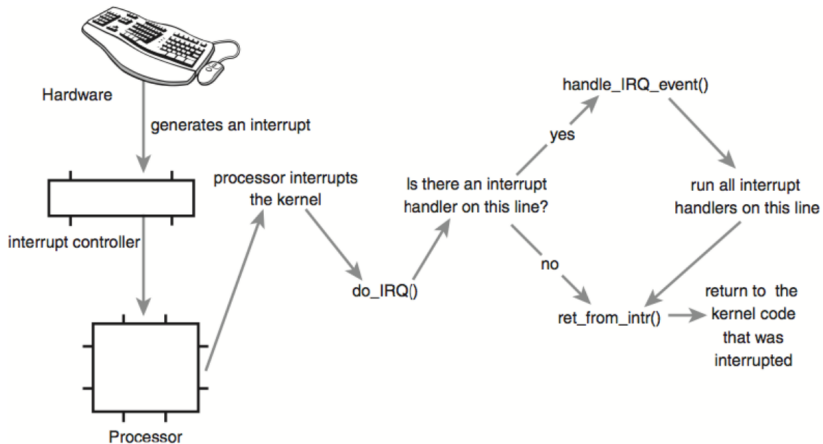 Hardware
generates an interrupt
interrupt controller
Processor
processor interrupts
the kernel
do_IRQ()
Is there an interrupt
handler on this line?
yes
no
handle_IRQ_event()
run all interrupt
handlers on this line
ret_from_intr()
return to the
kernel code
that was
interrupted